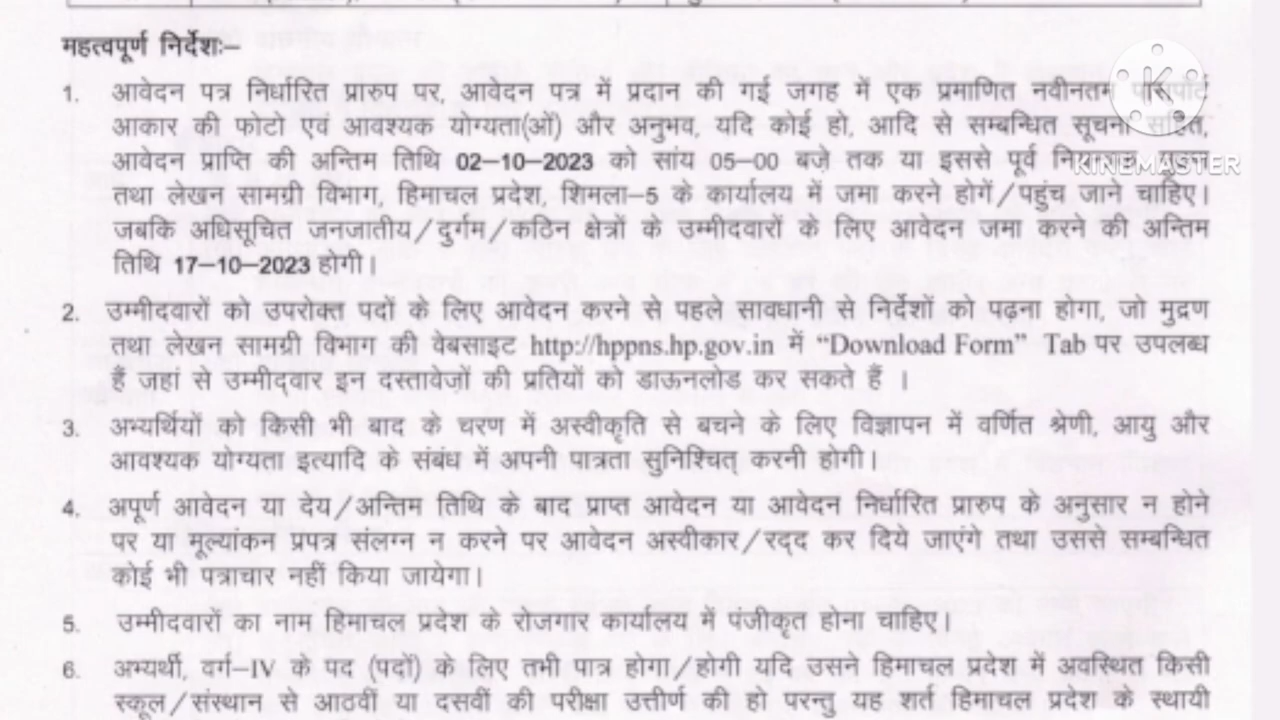 महत्वपूर्ण निर्देशः–
1. आवेदन पत्र निर्धारित प्रारुप पर, आवेदन पत्र में प्रदान की गई जगह में एक प्रमाणित नवीनतम
आकार की फोटो एवं आवश्यक योग्यता(ओं) और अनुभव, यदि कोई हो, आदि से सम्बन्धित सूचना सहित,
आवेदन प्राप्ति की अन्तिम तिथि 02–10–2023 को सांय 05–00 बज़े तक या इससे पूर्व
तथा लेखन सामग्री विभाग, हिमाचल प्रदेश, शिमला–5 के कार्यालय में जमा करने होगें/पहुंच जाने चाहिए।
जबकि अधिसूचित जनजातीय/दुर्गम/कठिन क्षेत्रों के उम्मीदवारों के लिए आवेदन जमा करने की अन्तिम
तिथि 17–10–2023 होगी।
2. उम्मीदवारों को उपरोक्त पदों के लिए आवेदन करने से पहले सावधानी से निर्देशों को पढ़ना होगा, जो मुद्रण
तथा लेखन सामग्री विभाग की वेबसाइट http://hppns.hp.gov.in में “Download Form” Tab पर उपलब्ध
हैं जहां से उम्मीद्वार इन दस्तावेजों की प्रतियों को डाऊनलोड कर सकते हैं ।
3. अभ्यर्थियों को किसी भी बाद के चरण में अस्वीकृति से बचने के लिए विज्ञापन में वर्णित श्रेणी, आयु और
आवश्यक योग्यता इत्यादि के संबंध में अपनी पात्रता सुनिश्चित् करनी होगी।
4. अपूर्ण आवेदन या देय/अन्तिम तिथि के बाद प्राप्त आवेदन या आवेदन निर्धारित प्रारुप के अनुसार न होने
पर या मूल्यांकन प्रपत्र संलग्न न करने पर आवेदन अस्वीकार/रद्द कर दिये जाएंगे तथा उससे सम्बन्धित
कोई भी पत्राचार नहीं किया जायेगा।
5. उम्मीदवारों का नाम हिमाचल प्रदेश के रोजगार कार्यालय में पंजीकृत होना चाहिए।
6. अभ्यर्थी, वर्ग–IV के पद (पदों) के लिए तभी पात्र होगा/होगी यदि उसने हिमाचल प्रदेश में अवस्थित किसी
स्कूल/संस्थान से आठवीं या दसवीं की परीक्षा उत्तीर्ण की हो परन्तु यह शर्त हिमाचल प्रदेश के स्थायी
KINEMASTER